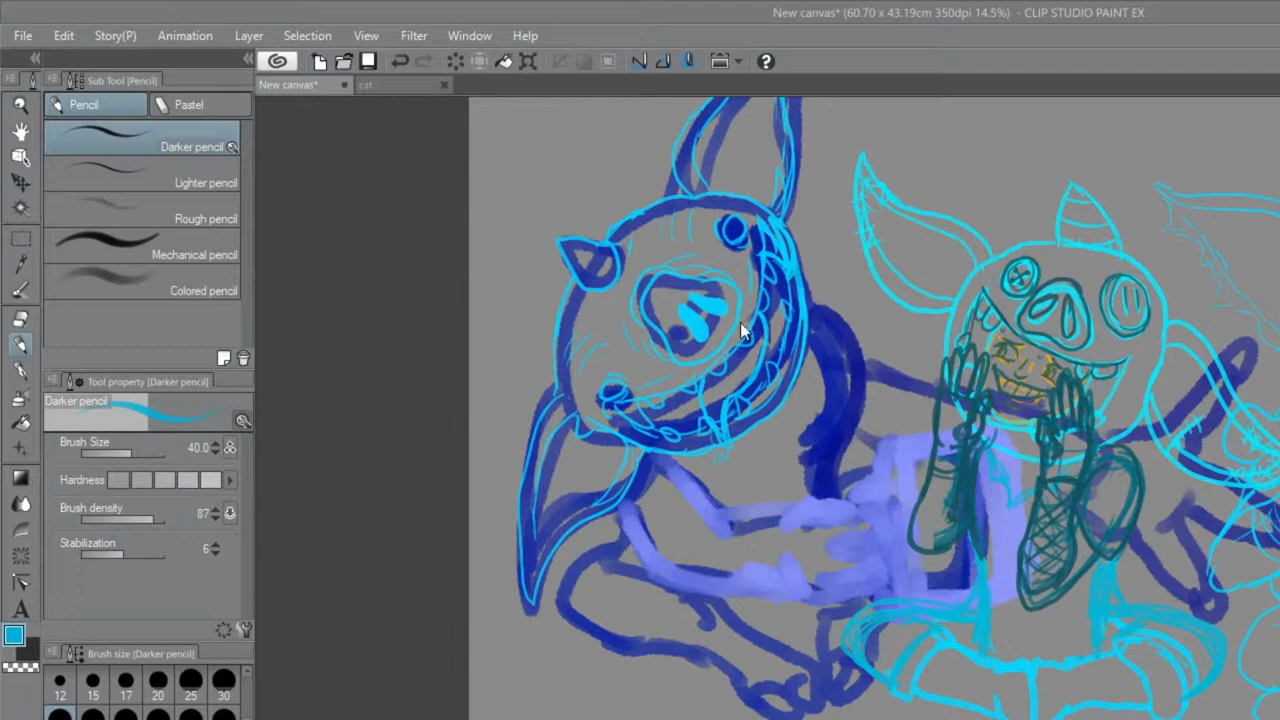 New canvas* (60.70 x 43.19cm 350dpi 14.5%) - CLIP STUDIO PAINT EX
File Edit Story(P) Animation Layer Selection View Filter Window Help
Sub Tool [Pencil]
New canvas* cat
Pencil Pastel
Darker pencil
Lighter pencil
Rough pencil
Mechanical pencil
Colored pencil
Tool property [Darker pencil]
Darker pencil
Brush Size 40.0
Hardness
Brush density 87
Stabilization 6
Brush size [Darker pencil]
12 15 17 20 25 30